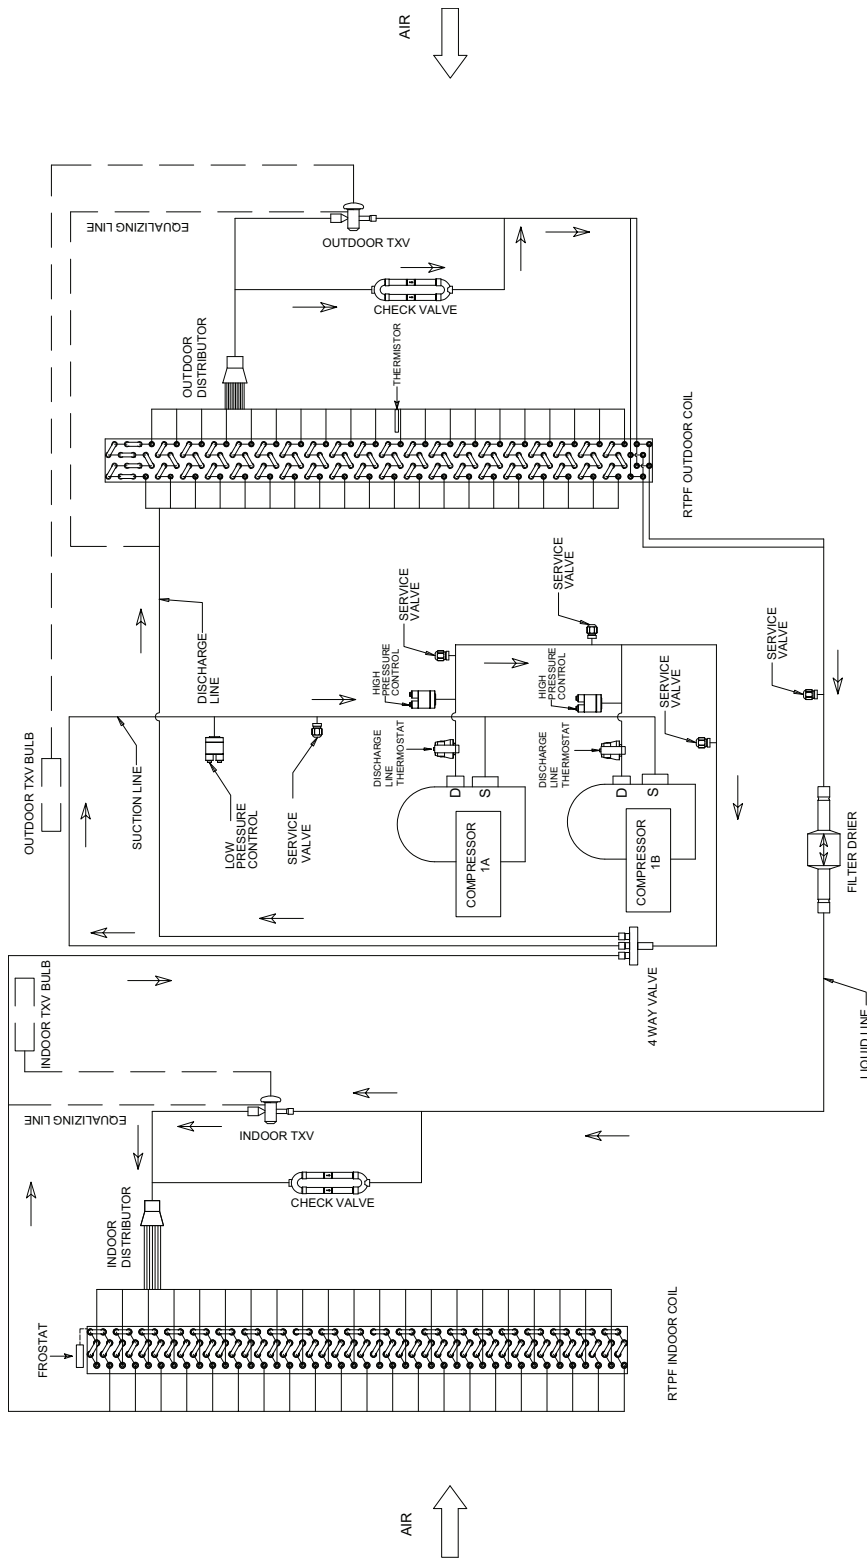 AIR
EQUALIZING LINE
OUTDOOR TXV
CHECK VALVE
OUTDOOR
DISTRIBUTOR
THERMISTOR
RTPF OUTDOOR COIL
OUTDOOR TXV BULB
SUCTION LINE
DISCHARGE
LINE
LOW
PRESSURE
CONTROL
SERVICE
VALVE
HIGH
PRESSURE
CONTROL
SERVICE
VALVE
DISCHARGE
LINE
THERMOSTAT
D
S
COMPRESSOR
1A
HIGH
PRESSURE
CONTROL
SERVICE
VALVE
DISCHARGE
LINE
THERMOSTAT
D
S
COMPRESSOR
1B
SERVICE
VALVE
SERVICE
VALVE
FILTER DRIER
4 WAY VALVE
LIQUID LINE
INDOOR TXV BULB
EQUALIZING LINE
INDOOR TXV
CHECK VALVE
INDOOR
DISTRIBUTOR
FROSTAT
RTPF INDOOR COIL
AIR